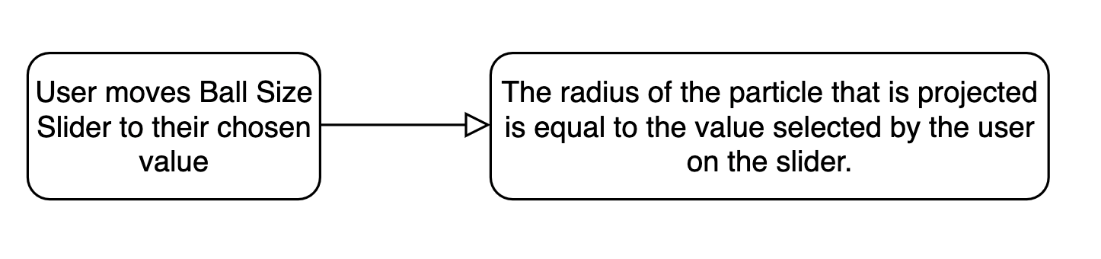 User moves Ball Size
Slider to their chosen
value
The radius of the particle that is projected
is equal to the value selected by the user
on the slider.